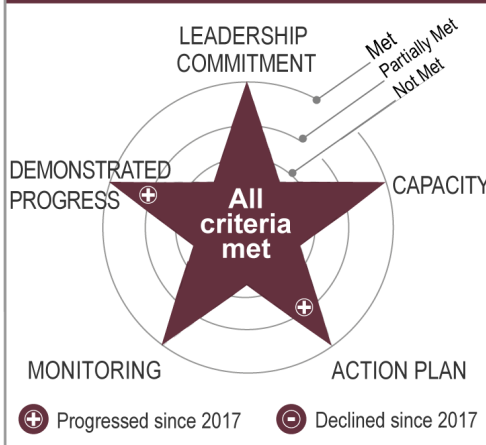 LEADERSHIP
COMMITMENT
Met
Partially Met
Not Met
DEMONSTRATED
PROGRESS
CAPACITY
All
criteria
met
MONITORING
ACTION PLAN
Progressed since 2017
Declined since 2017